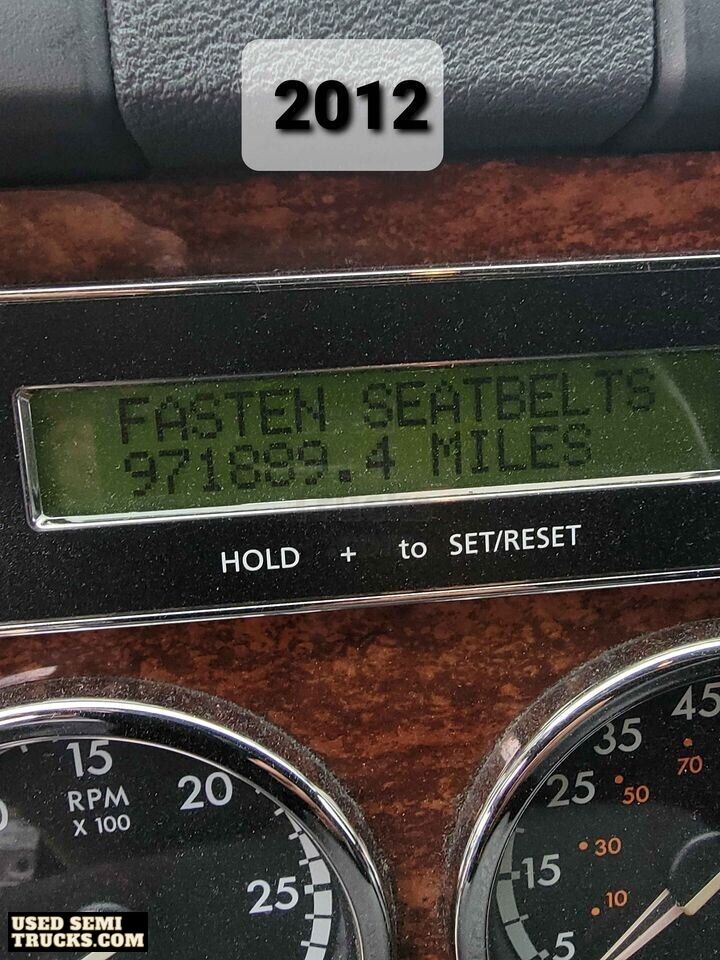 2012
FASTEN SEATBELTS
971889.4 MILES
HOLD + to SET/RESET
15
RPM
X 100
20
25
45
35
70
25
50
30
15
10
5
USED SEMI
TRUCKS.COM